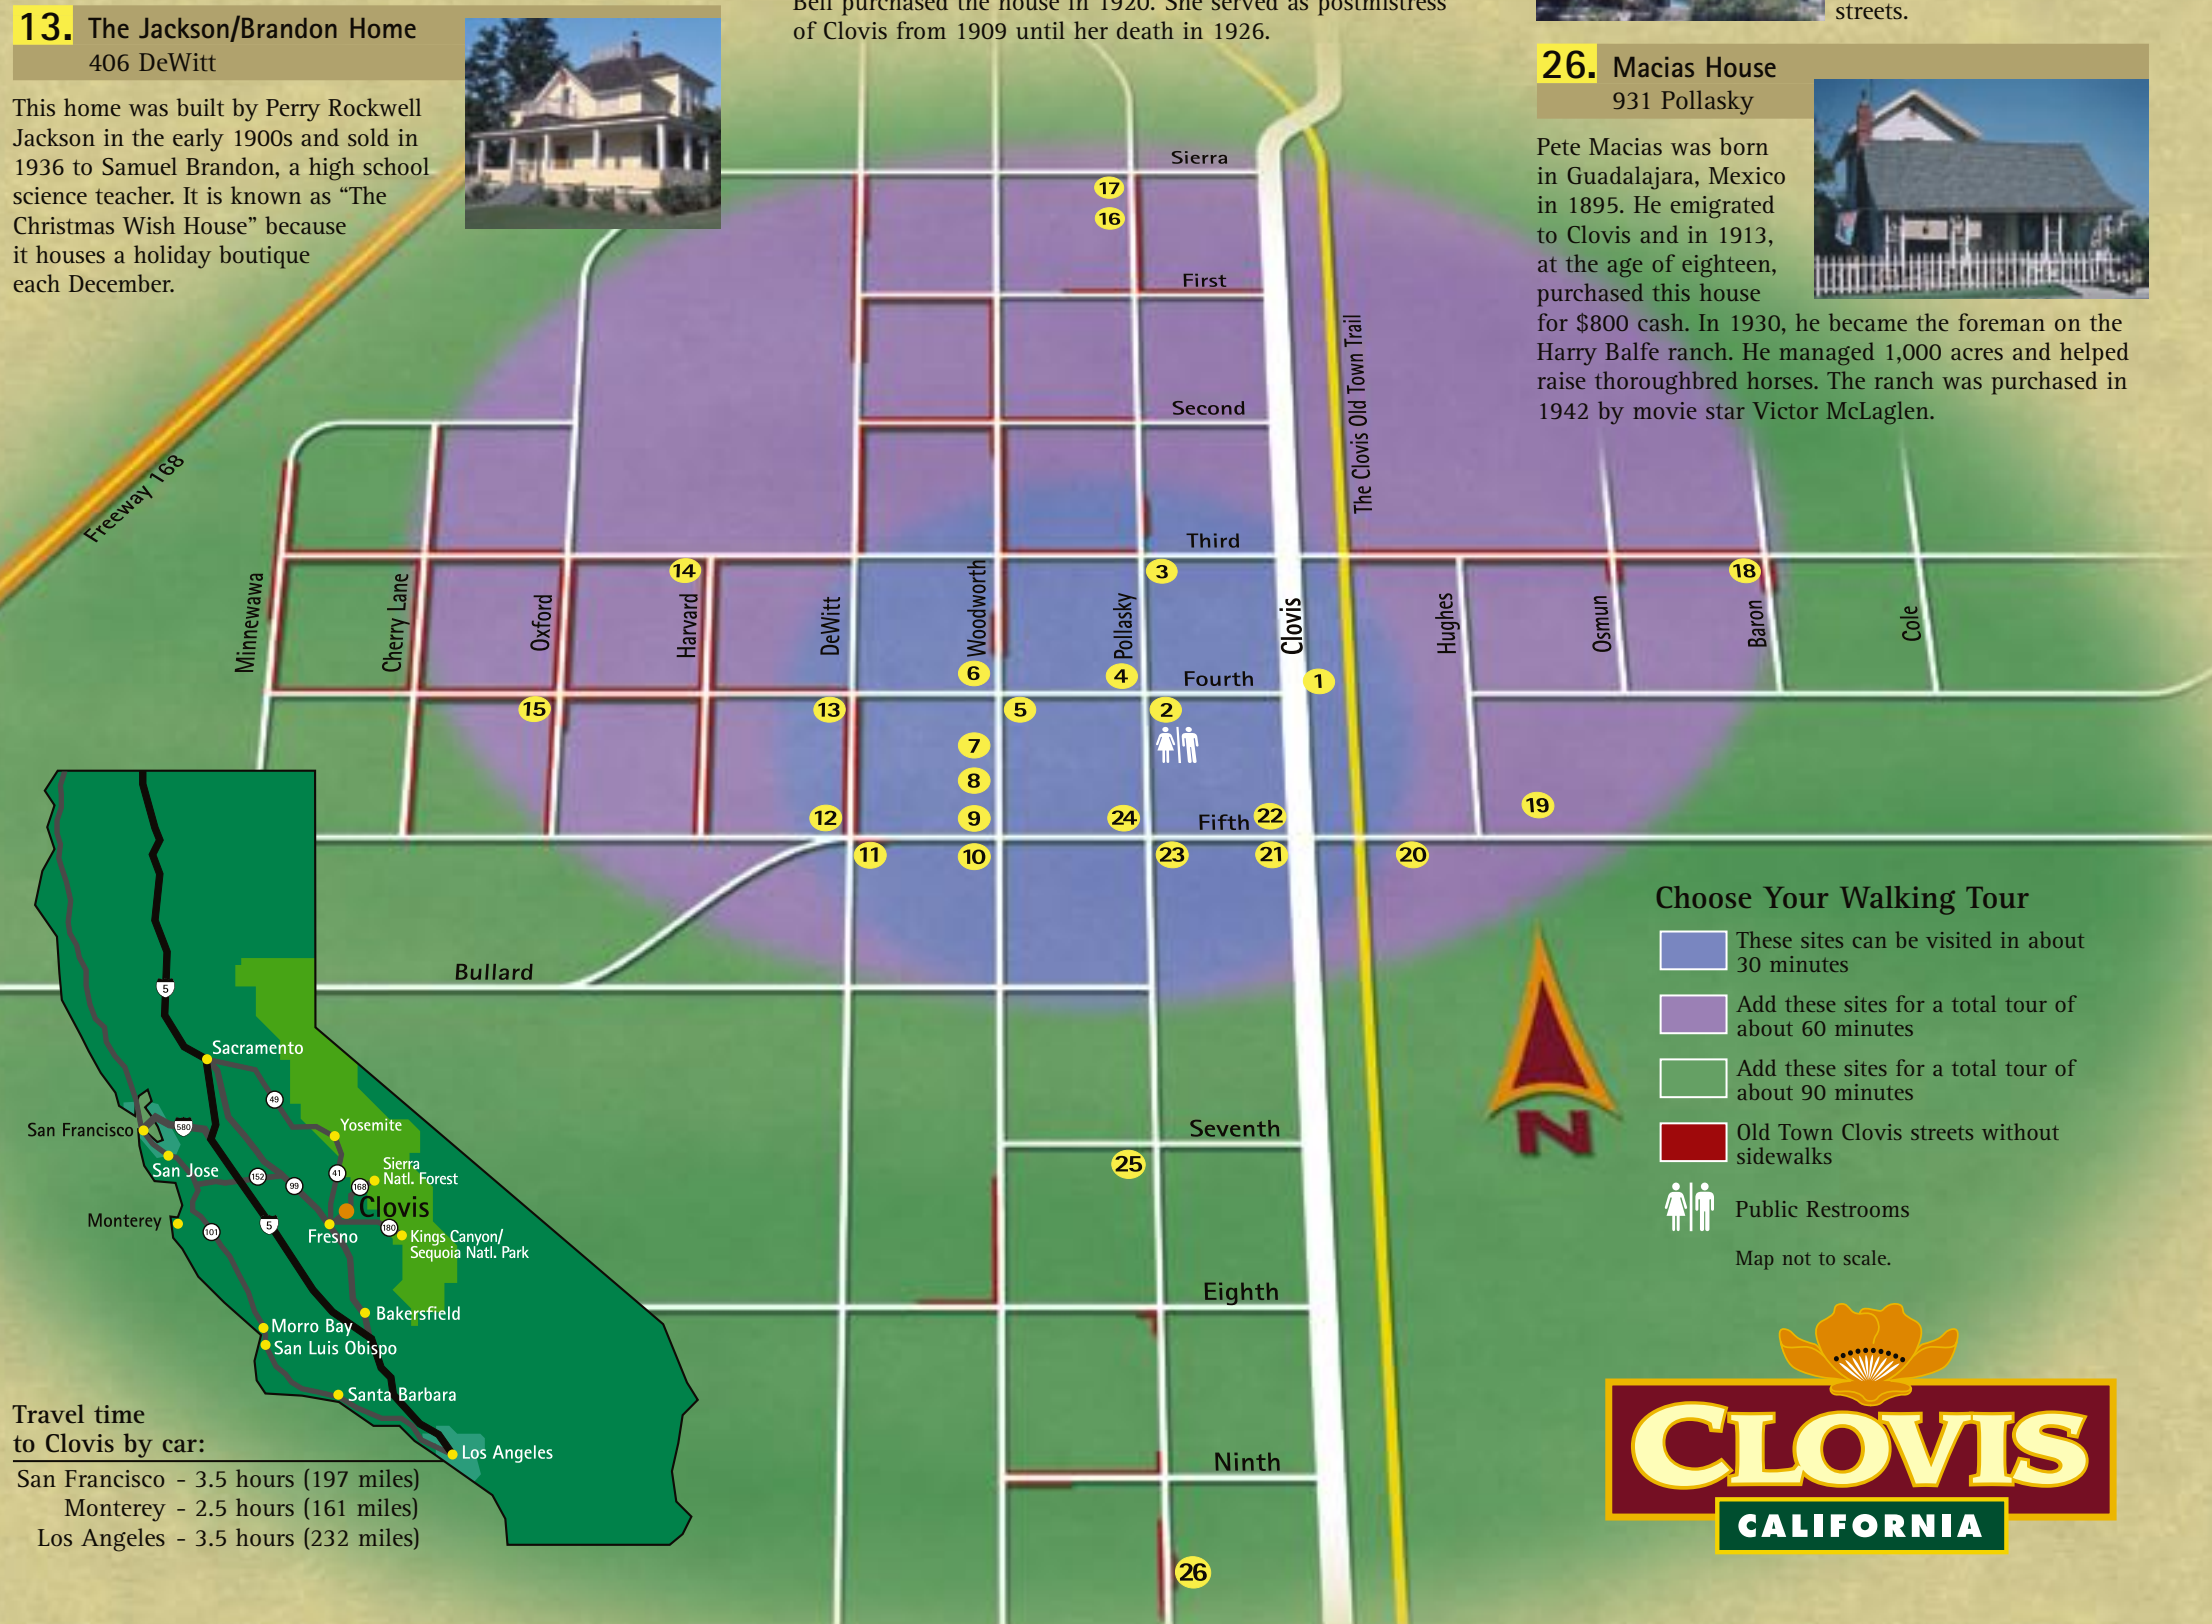 13. The Jackson/Brandon Home
406 DeWitt
This home was built by Perry Rockwell
Jackson in the early 1900s and sold in
1936 to Samuel Brandon, a high school
science teacher. It is known as “The
Christmas Wish House” because
it houses a holiday boutique
each December.
Bell purchased the house in 1920. She served as postmistress
of Clovis from 1909 until her death in 1926.
streets.
26. Macias House
931 Pollasky
Pete Macias was born
in Guadalajara, Mexico
in 1895. He emigrated
to Clovis and in 1913,
at the age of eighteen,
purchased this house
for $800 cash. In 1930, he became the foreman on the
Harry Balfe ranch. He managed 1,000 acres and helped
raise thoroughbred horses. The ranch was purchased in
1942 by movie star Victor McLaglen.
Sierra
17
16
First
Second
The Clovis Old Town Trail
Freeway 168
Third
14
3
18
Minnewawa
Cherry Lane
Oxford
Harvard
DeWitt
Woodworth
Pollasky
Clovis
Hughes
Osmun
Baron
Cole
6
4
Fourth
1
15
13
5
2
7
8
12
9
24
Fifth
22
19
11
10
23
21
20
Bullard
Seventh
25
Eighth
Ninth
26
Choose Your Walking Tour
These sites can be visited in about
30 minutes
Add these sites for a total tour of
about 60 minutes
Add these sites for a total tour of
about 90 minutes
Old Town Clovis streets without
sidewalks
Public Restrooms
Map not to scale.
N
5
Sacramento
49
San Francisco
580
Yosemite
San Jose
152
99
41
168
Sierra
Natl. Forest
Clovis
Monterey
101
5
Fresno
180
Kings Canyon/
Sequoia Natl. Park
Bakersfield
Morro Bay
San Luis Obispo
Santa Barbara
Los Angeles
Travel time
to Clovis by car:
San Francisco - 3.5 hours (197 miles)
Monterey - 2.5 hours (161 miles)
Los Angeles - 3.5 hours (232 miles)
CLOVIS
CALIFORNIA